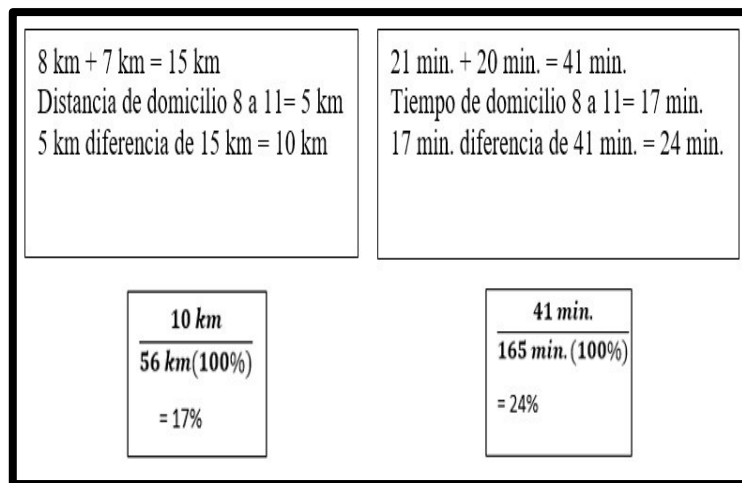 8 km + 7 km = 15 km
Distancia de domicilio 8 a 11= 5 km
5 km diferencia de 15 km = 10 km
21 min. + 20 min. = 41 min.
Tiempo de domicilio 8 a 11= 17 min.
17 min. diferencia de 41 min. = 24 min.
10 km
56 km(100%)
= 17%
41 min.
165 min. (100%)
= 24%